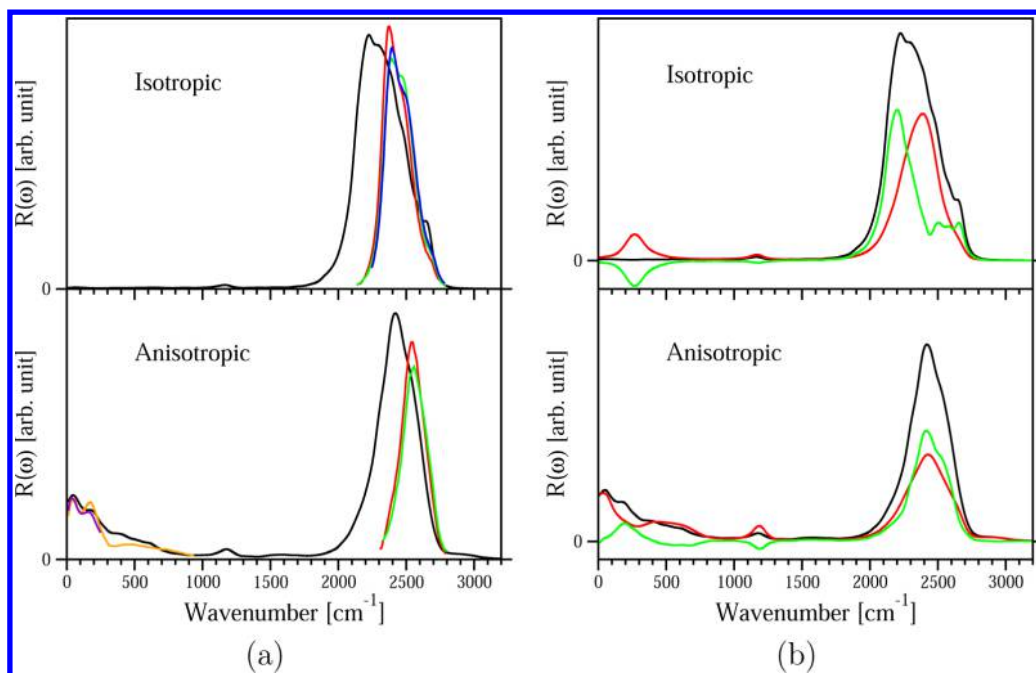 Isotropic
R(ω) [arb. unit]
0
Anisotropic
R(ω) [arb. unit]
0
0 500 1000 1500 2000 2500 3000
Wavenumber [cm-1]
(a)
Isotropic
R(ω) [arb. unit]
0
Anisotropic
R(ω) [arb. unit]
0
0 500 1000 1500 2000 2500 3000
Wavenumber [cm-1]
(b)